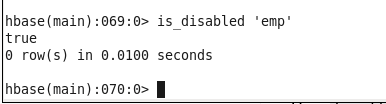 hbase(main):069:0> is_disabled 'emp'
true
0 row(s) in 0.0100 seconds
hbase(main):070:0>